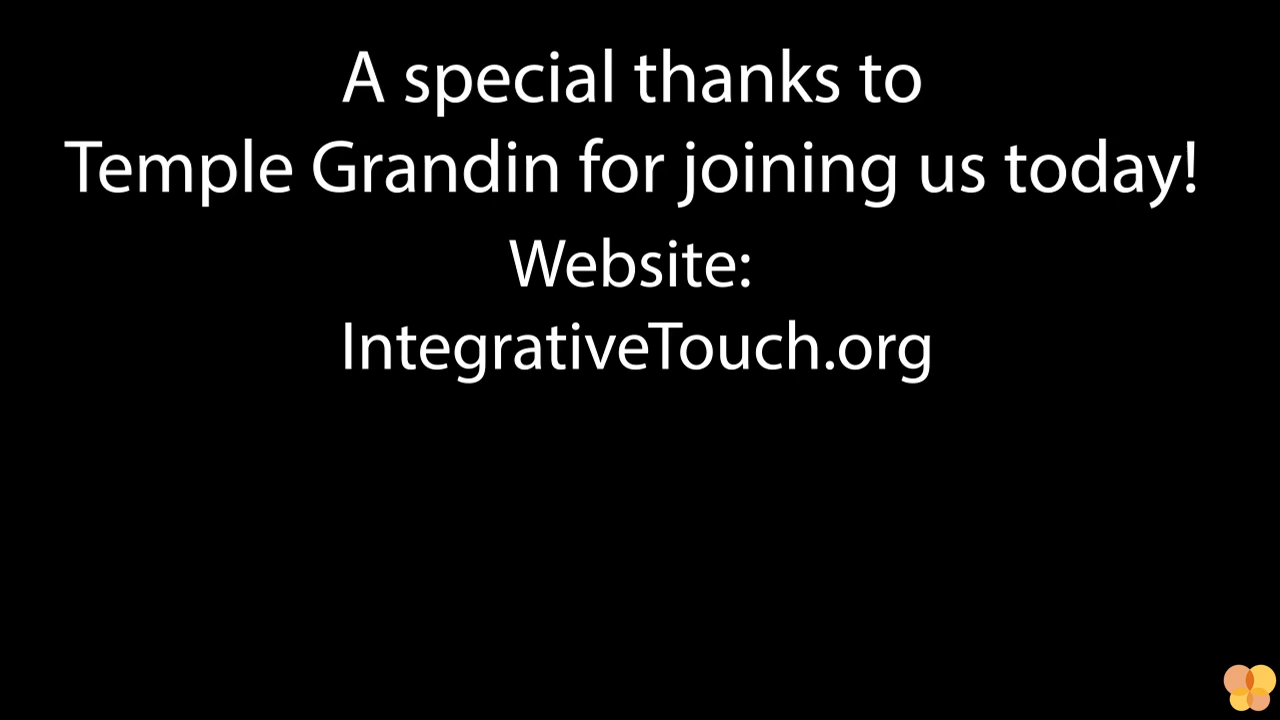 A special thanks to
Temple Grandin for joining us today!
Website:
IntegrativeTouch.org